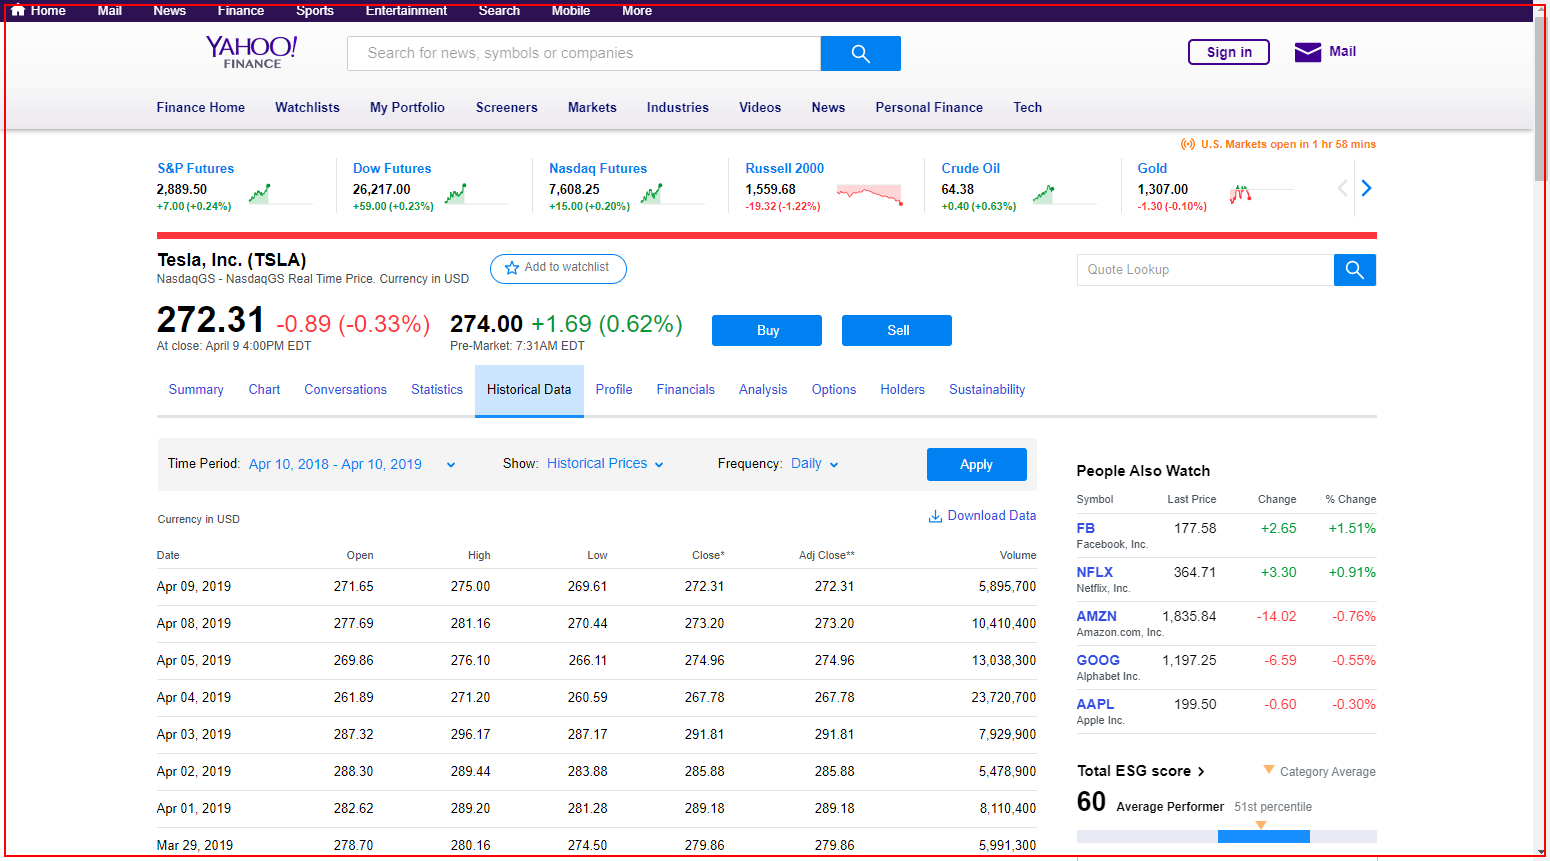 Home Mail News Finance Sports Entertainment Search Mobile More
YAHOO!
FINANCE
Search for news, symbols or companies
Sign in
Mail
Finance Home Watchlists My Portfolio Screeners Markets Industries Videos News Personal Finance Tech
U.S. Markets open in 1 hr 58 mins
S&P Futures
2,889.50
+7.00 (+0.24%)
Dow Futures
26,217.00
+59.00 (+0.23%)
Nasdaq Futures
7,608.25
+15.00 (+0.20%)
Russell 2000
1,559.68
-19.32 (-1.22%)
Crude Oil
64.38
+0.40 (+0.63%)
Gold
1,307.00
-1.30 (-0.10%)
Tesla, Inc. (TSLA)
NasdaqGS - NasdaqGS Real Time Price. Currency in USD
Add to watchlist
Quote Lookup
272.31 -0.89 (-0.33%)
At close: April 9 4:00PM EDT
274.00 +1.69 (0.62%)
Pre-Market: 7:31AM EDT
Buy
Sell
Summary Chart Conversations Statistics Historical Data Profile Financials Analysis Options Holders Sustainability
Time Period: Apr 10, 2018 - Apr 10, 2019 Show: Historical Prices Frequency: Daily Apply
Currency in USD
Download Data
Date Open High Low Close* Adj Close** Volume
Apr 09, 2019 271.65 275.00 269.61 272.31 272.31 5,895,700
Apr 08, 2019 277.69 281.16 270.44 273.20 273.20 10,410,400
Apr 05, 2019 269.86 276.10 266.11 274.96 274.96 13,038,300
Apr 04, 2019 261.89 271.20 260.59 267.78 267.78 23,720,700
Apr 03, 2019 287.32 296.17 287.17 291.81 291.81 7,929,900
Apr 02, 2019 288.30 289.44 283.88 285.88 285.88 5,478,900
Apr 01, 2019 282.62 289.20 281.28 289.18 289.18 8,110,400
Mar 29, 2019 278.70 280.16 274.50 279.86 279.86 5,991,300
People Also Watch
Symbol Last Price Change % Change
FB 177.58 +2.65 +1.51%
Facebook, Inc.
NFLX 364.71 +3.30 +0.91%
Netflix, Inc.
AMZN 1,835.84 -14.02 -0.76%
Amazon.com, Inc.
GOOG 1,197.25 -6.59 -0.55%
Alphabet Inc.
AAPL 199.50 -0.60 -0.30%
Apple Inc.
Total ESG score
Category Average
60 Average Performer 51st percentile